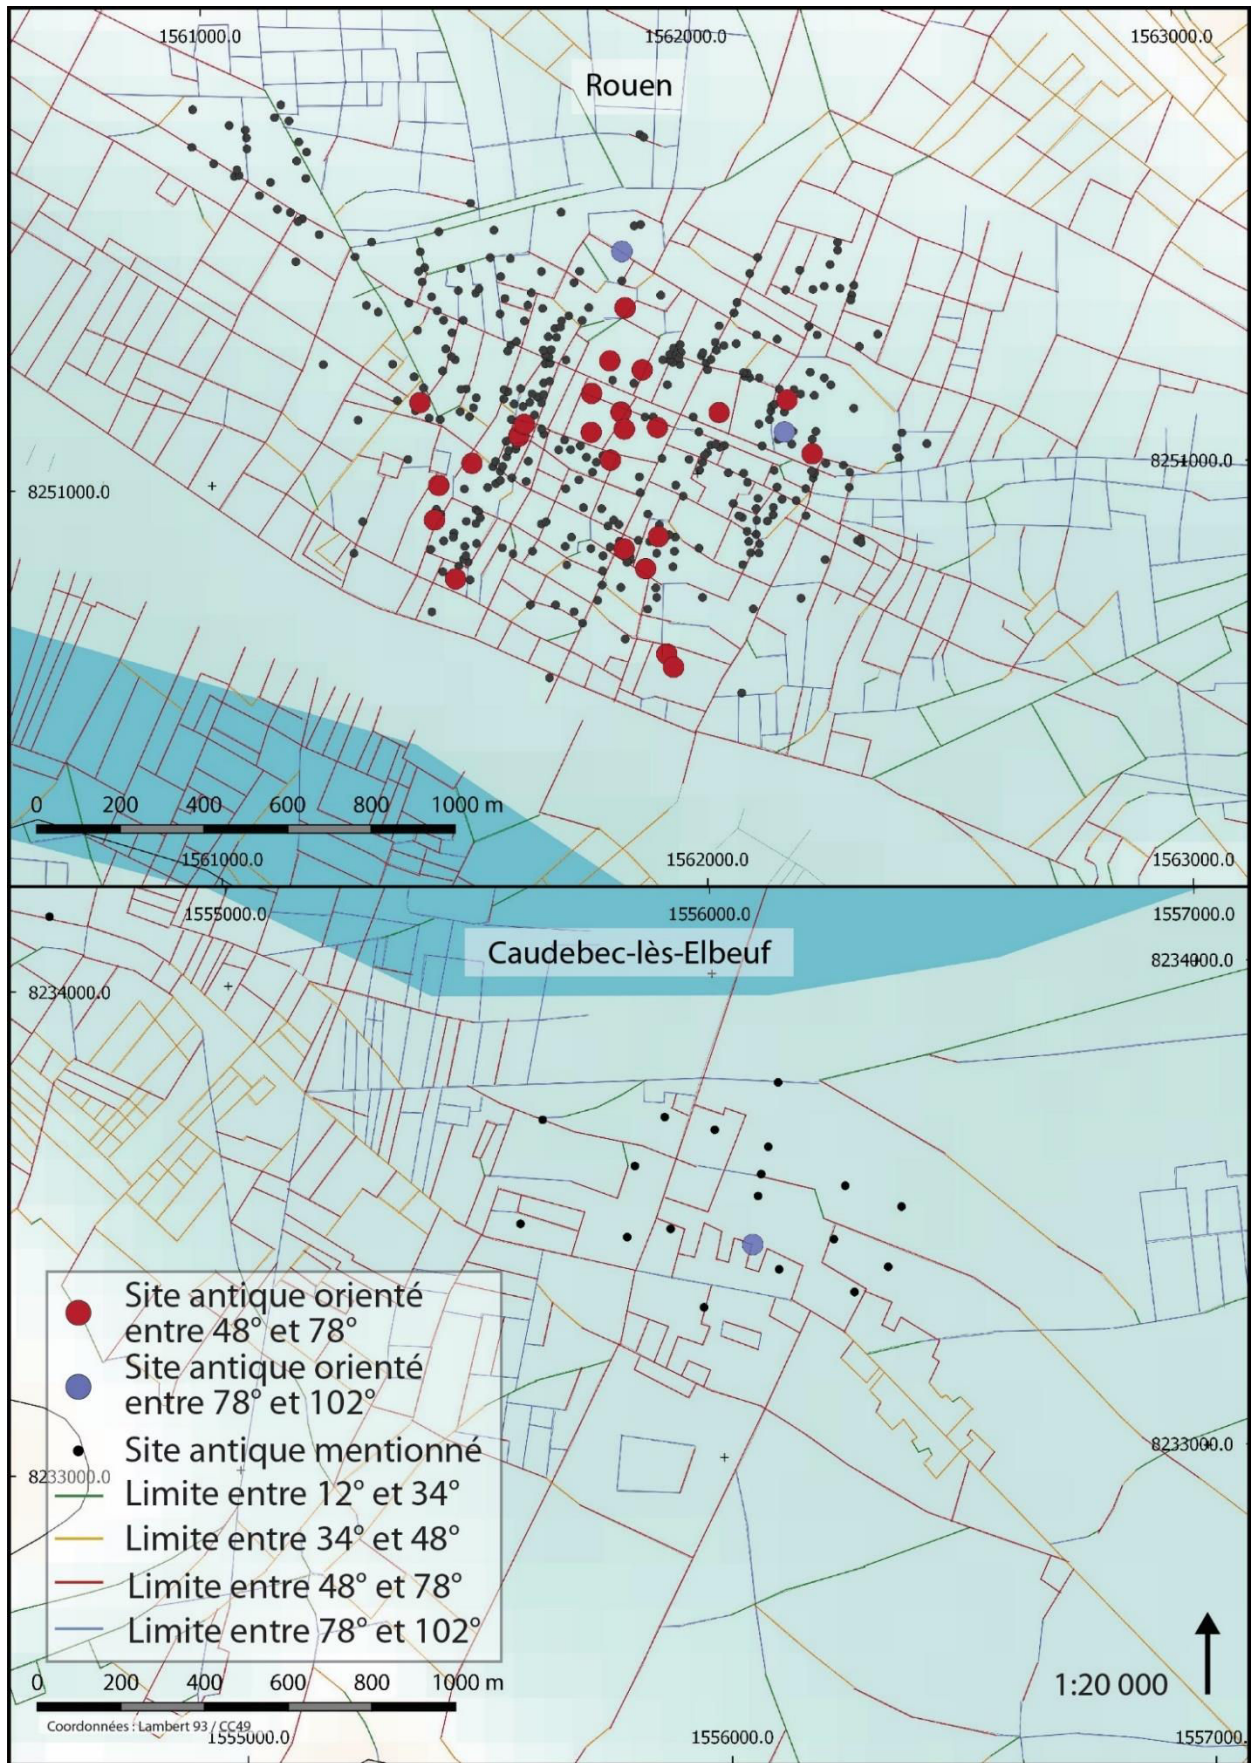 1561000.0
1562000.0
1563000.0
Rouen
8251000.0
8251000.0
0 200 400 600 800 1000 m
1561000.0
1562000.0
1563000.0
1555000.0
1556000.0
1557000.0
Caudebec-lès-Elbeuf
8234000.0
8234000.0
Site antique orienté
entre 48° et 78°
Site antique orienté
entre 78° et 102°
Site antique mentionné
8233000.0
8233000.0
Limite entre 12° et 34°
Limite entre 34° et 48°
Limite entre 48° et 78°
Limite entre 78° et 102°
0 200 400 600 800 1000 m
1:20 000
Coordonnées : Lambert 93 / CC49
1555000.0
1556000.0
1557000.